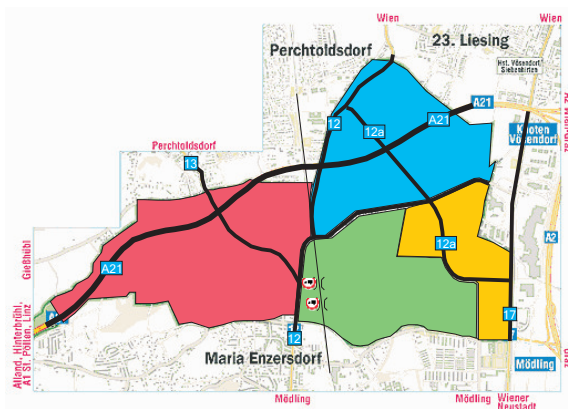 Wien
Wien
Perchtoldsdorf
23. Liesing
Hst. Vösendorf
Siebenhirten
A21
A21
12
12a
Knoten
Vösendorf
Perchtoldsdorf
13
A2
12a
Gießhübl
A21
Alland, Hinterbrühl,
A1 St. Pölten, Linz
17
12
Maria Enzersdorf
Mödling
Mödling
Mödling
Wiener
Neustadt